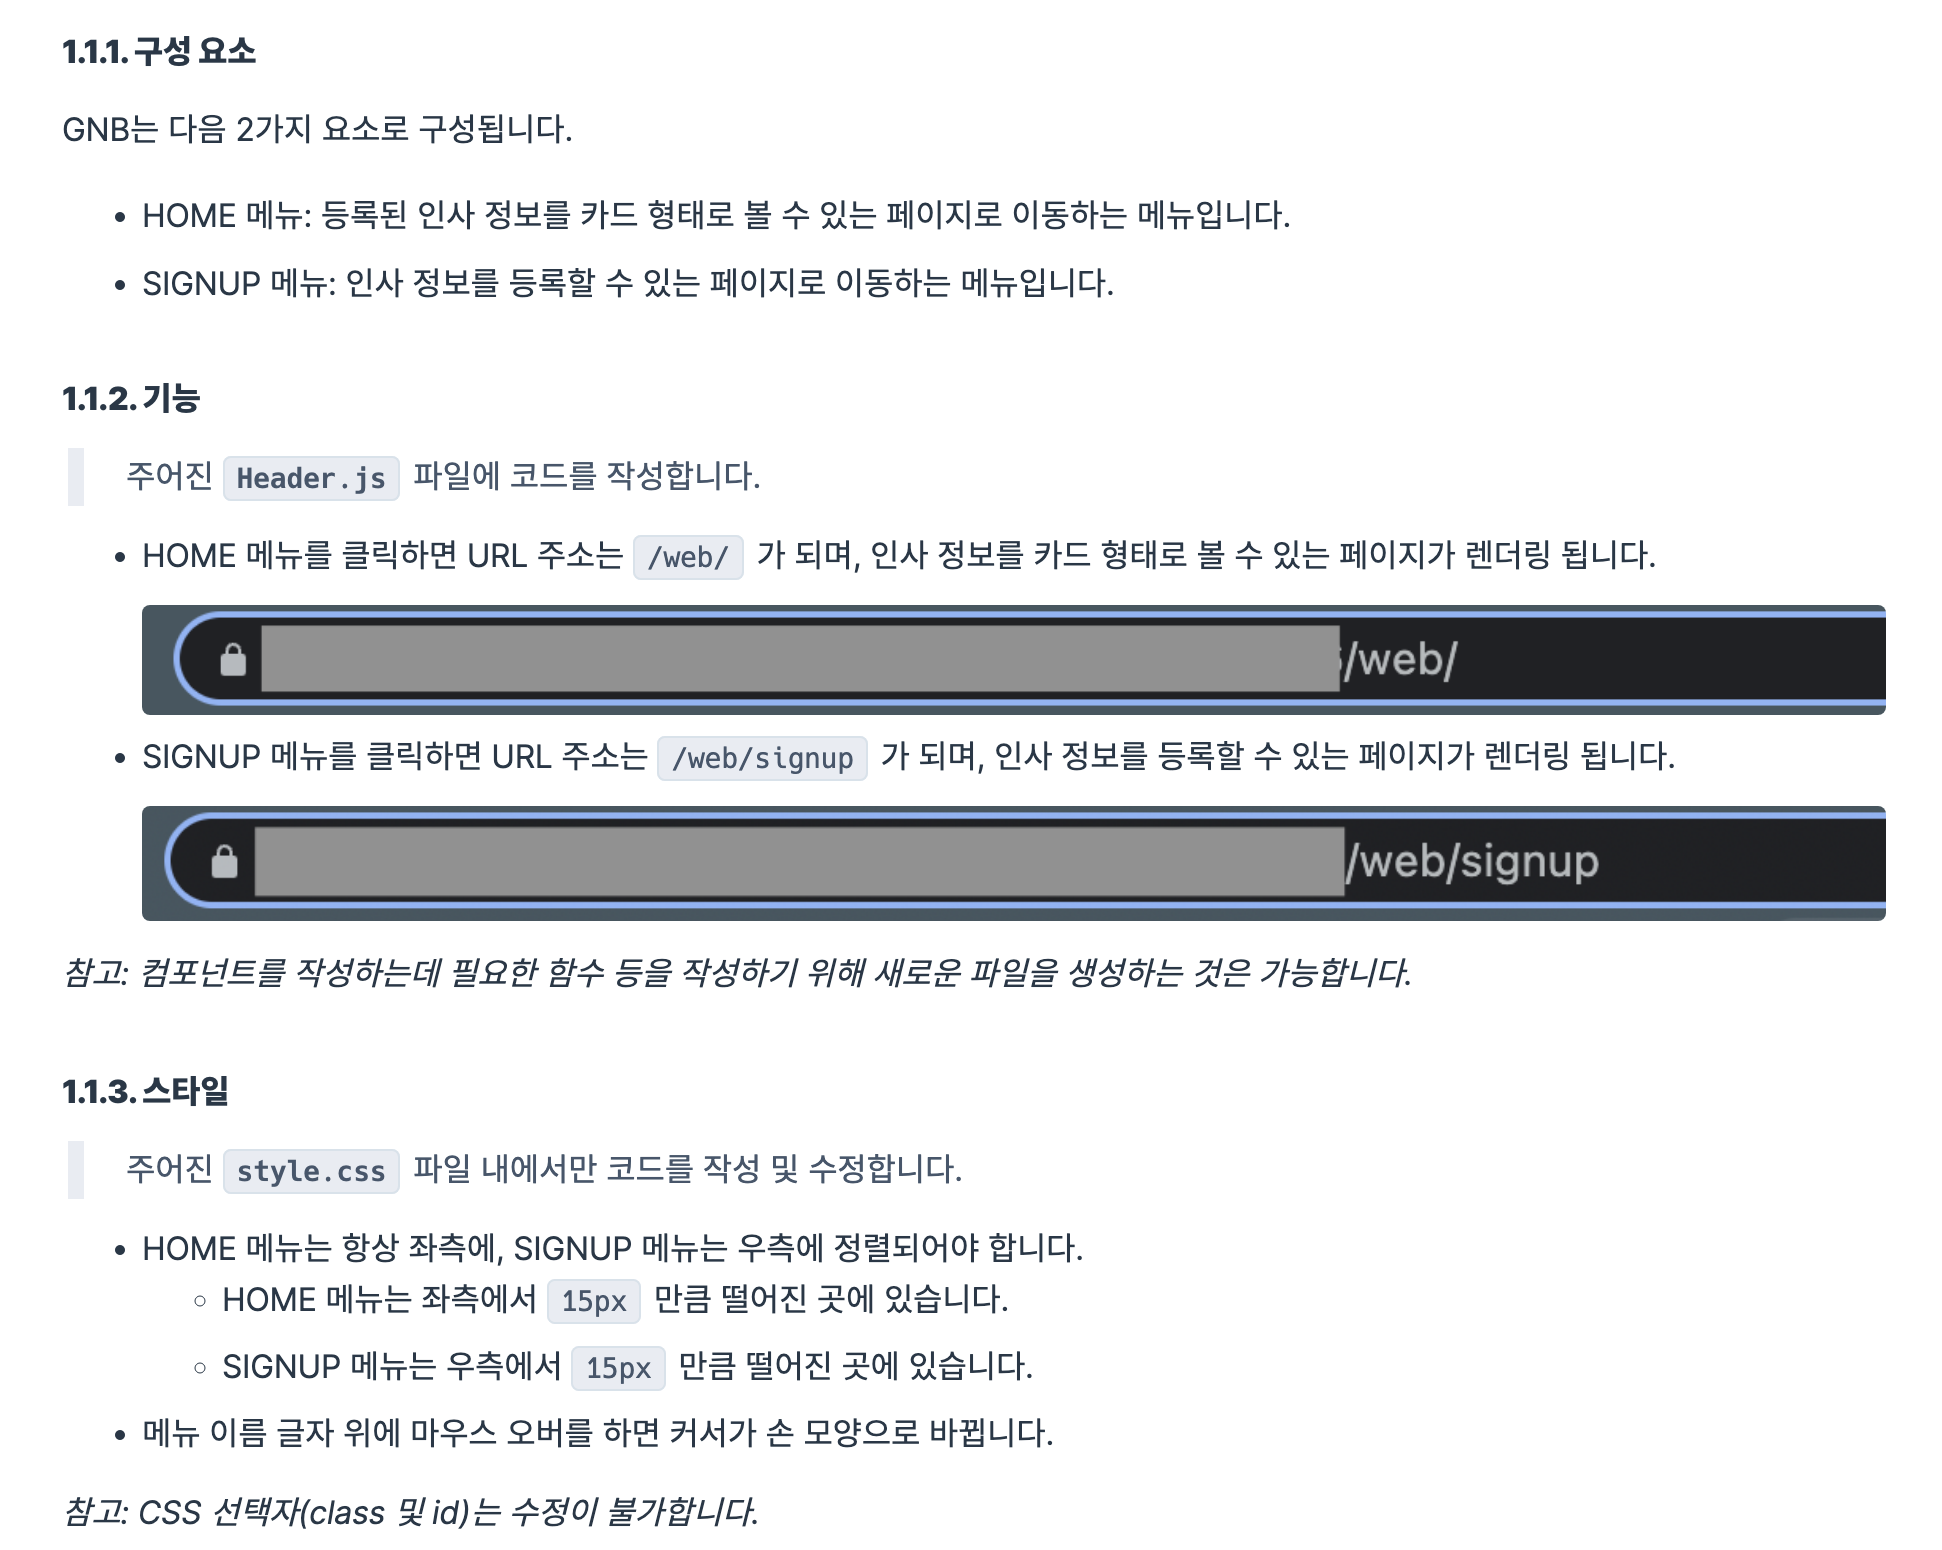 1.1.1. 구성 요소
GNB는 다음 2가지 요소로 구성됩니다.
HOME 메뉴: 등록된 인사 정보를 카드 형태로 볼 수 있는 페이지로 이동하는 메뉴입니다.
SIGNUP 메뉴: 인사 정보를 등록할 수 있는 페이지로 이동하는 메뉴입니다.
1.1.2. 기능
주어진 Header.js 파일에 코드를 작성합니다.
HOME 메뉴를 클릭하면 URL 주소는 /web/ 가 되며, 인사 정보를 카드 형태로 볼 수 있는 페이지가 렌더링 됩니다.
/web/
SIGNUP 메뉴를 클릭하면 URL 주소는 /web/signup 가 되며, 인사 정보를 등록할 수 있는 페이지가 렌더링 됩니다.
/web/signup
참고: 컴포넌트를 작성하는데 필요한 함수 등을 작성하기 위해 새로운 파일을 생성하는 것은 가능합니다.
1.1.3. 스타일
주어진 style.css 파일 내에서만 코드를 작성 및 수정합니다.
HOME 메뉴는 항상 좌측에, SIGNUP 메뉴는 우측에 정렬되어야 합니다.
HOME 메뉴는 좌측에서 15px 만큼 떨어진 곳에 있습니다.
SIGNUP 메뉴는 우측에서 15px 만큼 떨어진 곳에 있습니다.
메뉴 이름 글자 위에 마우스 오버를 하면 커서가 손 모양으로 바뀝니다.
참고: CSS 선택자(class 및 id)는 수정이 불가합니다.